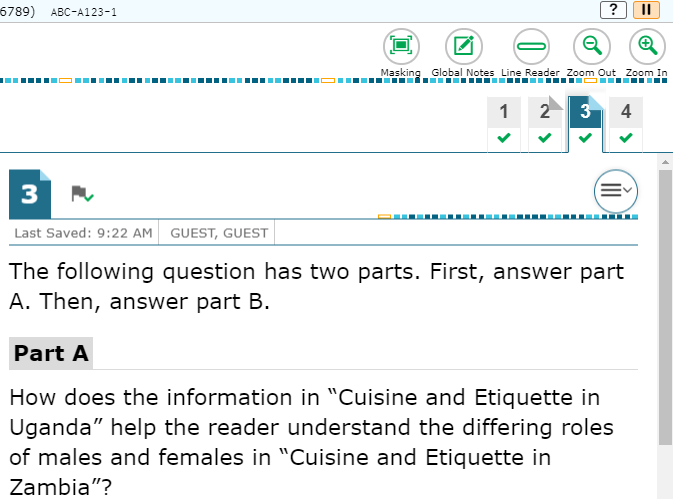 6789) ABC-A123-1 ?
Masking Global Notes Line Reader Zoom Out Zoom In
1 2 3 4
3
Last Saved: 9:22 AM GUEST, GUEST
The following question has two parts. First, answer part
A. Then, answer part B.
Part A
How does the information in “Cuisine and Etiquette in
Uganda” help the reader understand the differing roles
of males and females in “Cuisine and Etiquette in
Zambia”?